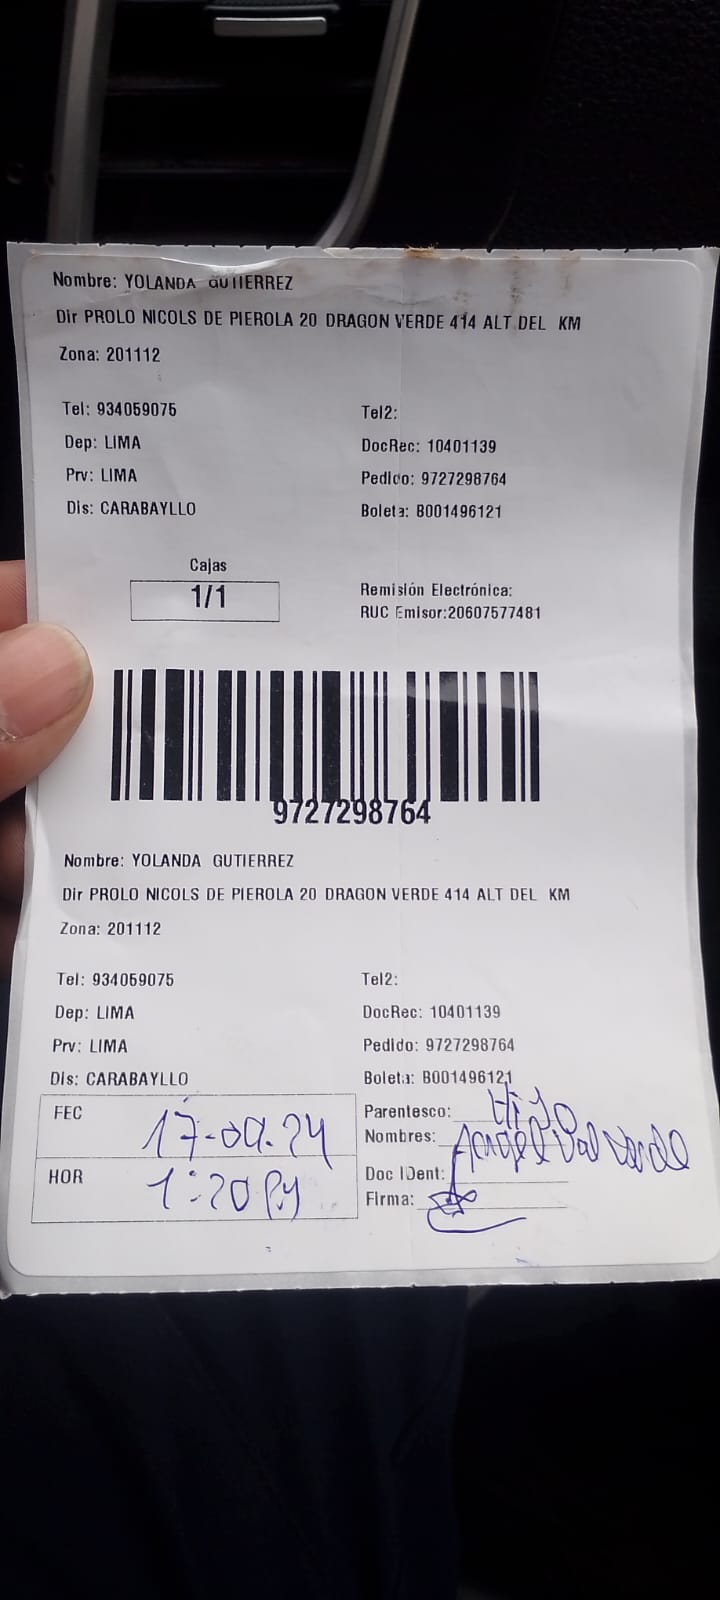 Nombre: YOLANDA GUTIERREZ
Dir PROLO NICOLS DE PIEROLA 20 DRAGON VERDE 414 ALT DEL KM
Zona: 201112
Tel: 934059075 Tel2:
Dep: LIMA DocRec: 10401139
Prv: LIMA Pedido: 9727298764
Dis: CARABAYLLO Boleta: B001496121
Cajas
1/1
Remisión Electrónica:
RUC Emisor:20607577481
9727298764
Nombre: YOLANDA GUTIERREZ
Dir PROLO NICOLS DE PIEROLA 20 DRAGON VERDE 414 ALT DEL KM
Zona: 201112
Tel: 934059075 Tel2:
Dep: LIMA DocRec: 10401139
Prv: LIMA Pedido: 9727298764
Dis: CARABAYLLO Boleta: B001496121
FEC 17-09-24
HOR 1:20 PM
Parentesco: Hijo
Nombres: Angel Valverde
Doc IDent:
Firma: